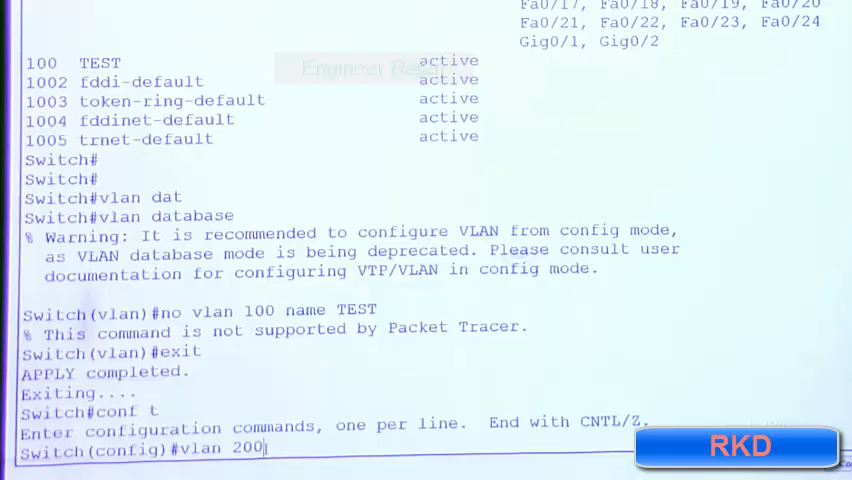 Fa0/17, Fa0/18, Fa0/19, Fa0/20
Fa0/21, Fa0/22, Fa0/23, Fa0/24
Gig0/1, Gig0/2
100 TEST active
1002 fddi-default active
1003 token-ring-default active
1004 fddinet-default active
1005 trnet-default active
Switch#
Switch#
Switch#vlan dat
Switch#vlan database
% Warning: It is recommended to configure VLAN from config mode,
as VLAN database mode is being deprecated. Please consult user
documentation for configuring VTP/VLAN in config mode.
Switch(vlan)#no vlan 100 name TEST
% This command is not supported by Packet Tracer.
Switch(vlan)#exit
APPLY completed.
Exiting....
Switch#conf t
Enter configuration commands, one per line. End with CNTL/Z.
Switch(config)#vlan 200
RKD
Engineer